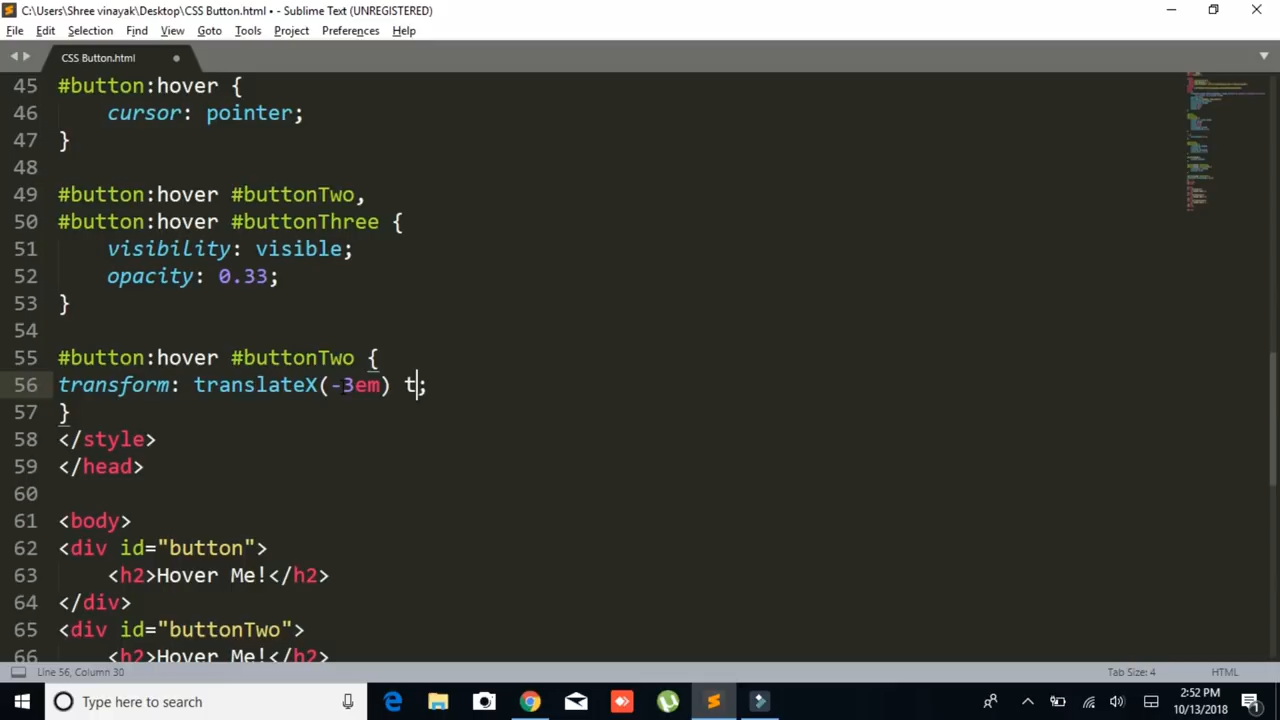 C:\Users\Shree vinayak\Desktop\CSS Button.html • - Sublime Text (UNREGISTERED)
File Edit Selection Find View Goto Tools Project Preferences Help
CSS Button.html
45 #button:hover {
46 cursor: pointer;
47 }
48
49 #button:hover #buttonTwo,
50 #button:hover #buttonThree {
51 visibility: visible;
52 opacity: 0.33;
53 }
54
55 #button:hover #buttonTwo {
56 transform: translateX(-3em) t;
57 }
58 </style>
59 </head>
60
61 <body>
62 <div id="button">
63 <h2>Hover Me!</h2>
64 </div>
65 <div id="buttonTwo">
66 <h2>Hover Me!</h2>
Line 56, Column 30 Tab Size: 4 HTML
Type here to search 2:52 PM
10/13/2018